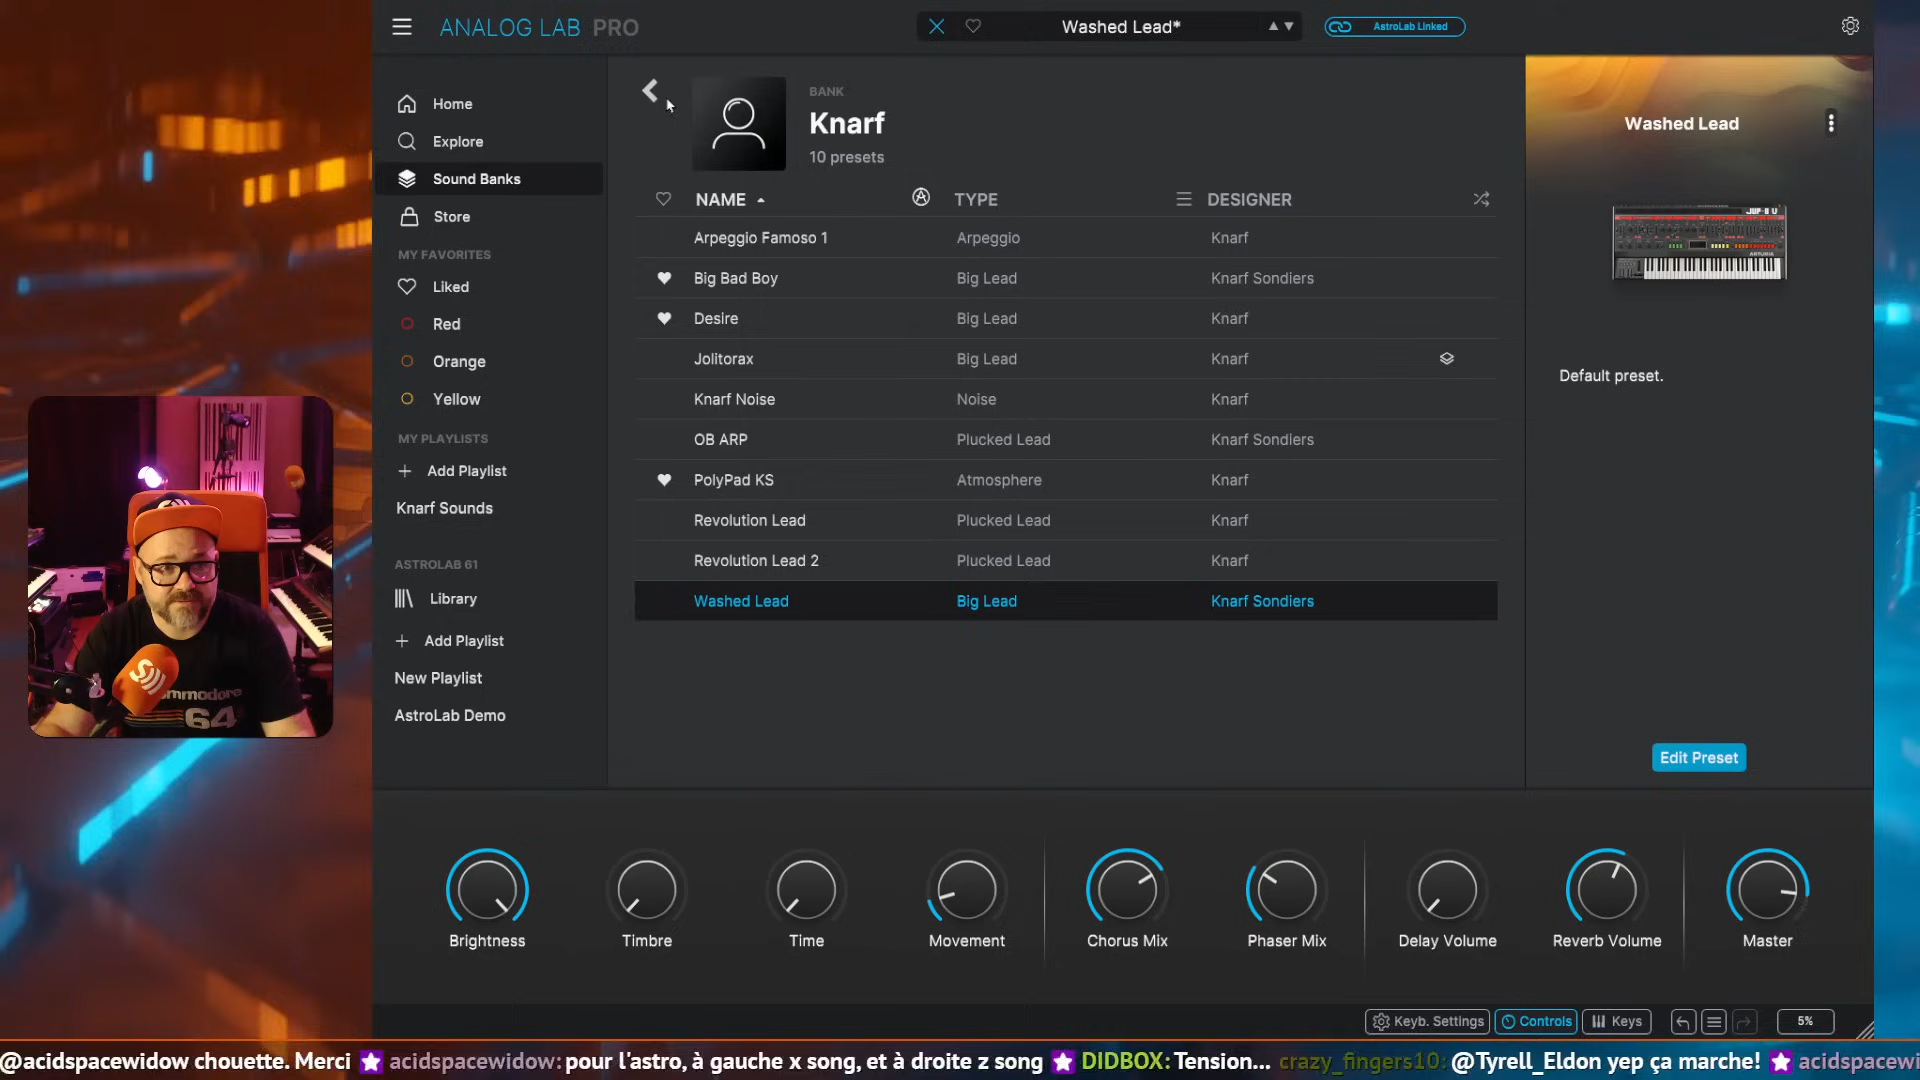 ANALOG LAB PRO
Washed Lead*
AstroLab Linked
Home
Explore
Sound Banks
Store
MY FAVORITES
Liked
Red
Orange
Yellow
MY PLAYLISTS
Add Playlist
Knarf Sounds
ASTROLAB 61
Library
Add Playlist
New Playlist
AstroLab Demo
BANK
Knarf
10 presets
NAME TYPE DESIGNER
Arpeggio Famoso 1 Arpeggio Knarf
Big Bad Boy Big Lead Knarf Sondiers
Desire Big Lead Knarf
Jolitorax Big Lead Knarf
Knarf Noise Noise Knarf
OB ARP Plucked Lead Knarf Sondiers
PolyPad KS Atmosphere Knarf
Revolution Lead Plucked Lead Knarf
Revolution Lead 2 Plucked Lead Knarf
Washed Lead Big Lead Knarf Sondiers
Washed Lead
ARTURIA
Default preset.
Edit Preset
mmodore
64
Brightness Timbre Time Movement Chorus Mix Phaser Mix Delay Volume Reverb Volume Master
Keyb. Settings Controls Keys 5%
@acidspacewidow chouette. Merci acidspacewidow: pour l'astro, à gauche x song, et à droite z song DIDBOX: Tension... crazy_fingers10: @Tyrell_Eldon yep ça marche! acidspacewi